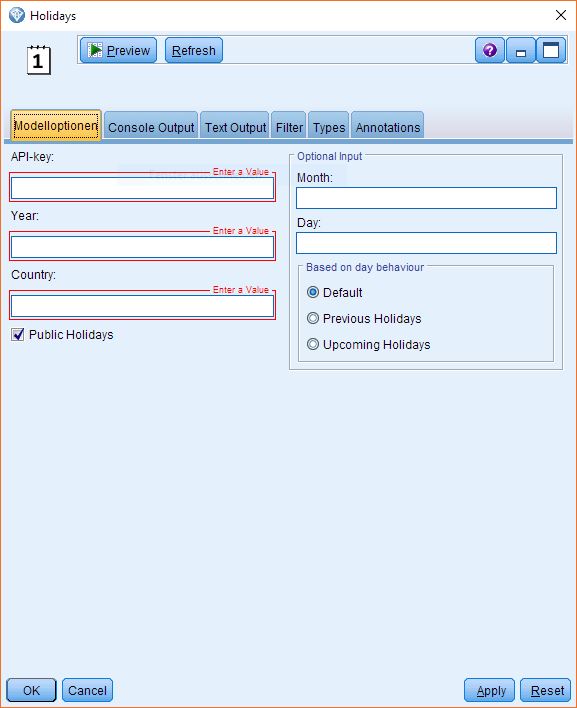 Holidays
1
Preview Refresh ?
Modelloptionen Console Output Text Output Filter Types Annotations
API-key:
Enter a Value
Year:
Enter a Value
Country:
Enter a Value
Public Holidays
Optional Input
Month:
Day:
Based on day behaviour
Default
Previous Holidays
Upcoming Holidays
OK Cancel Apply Reset